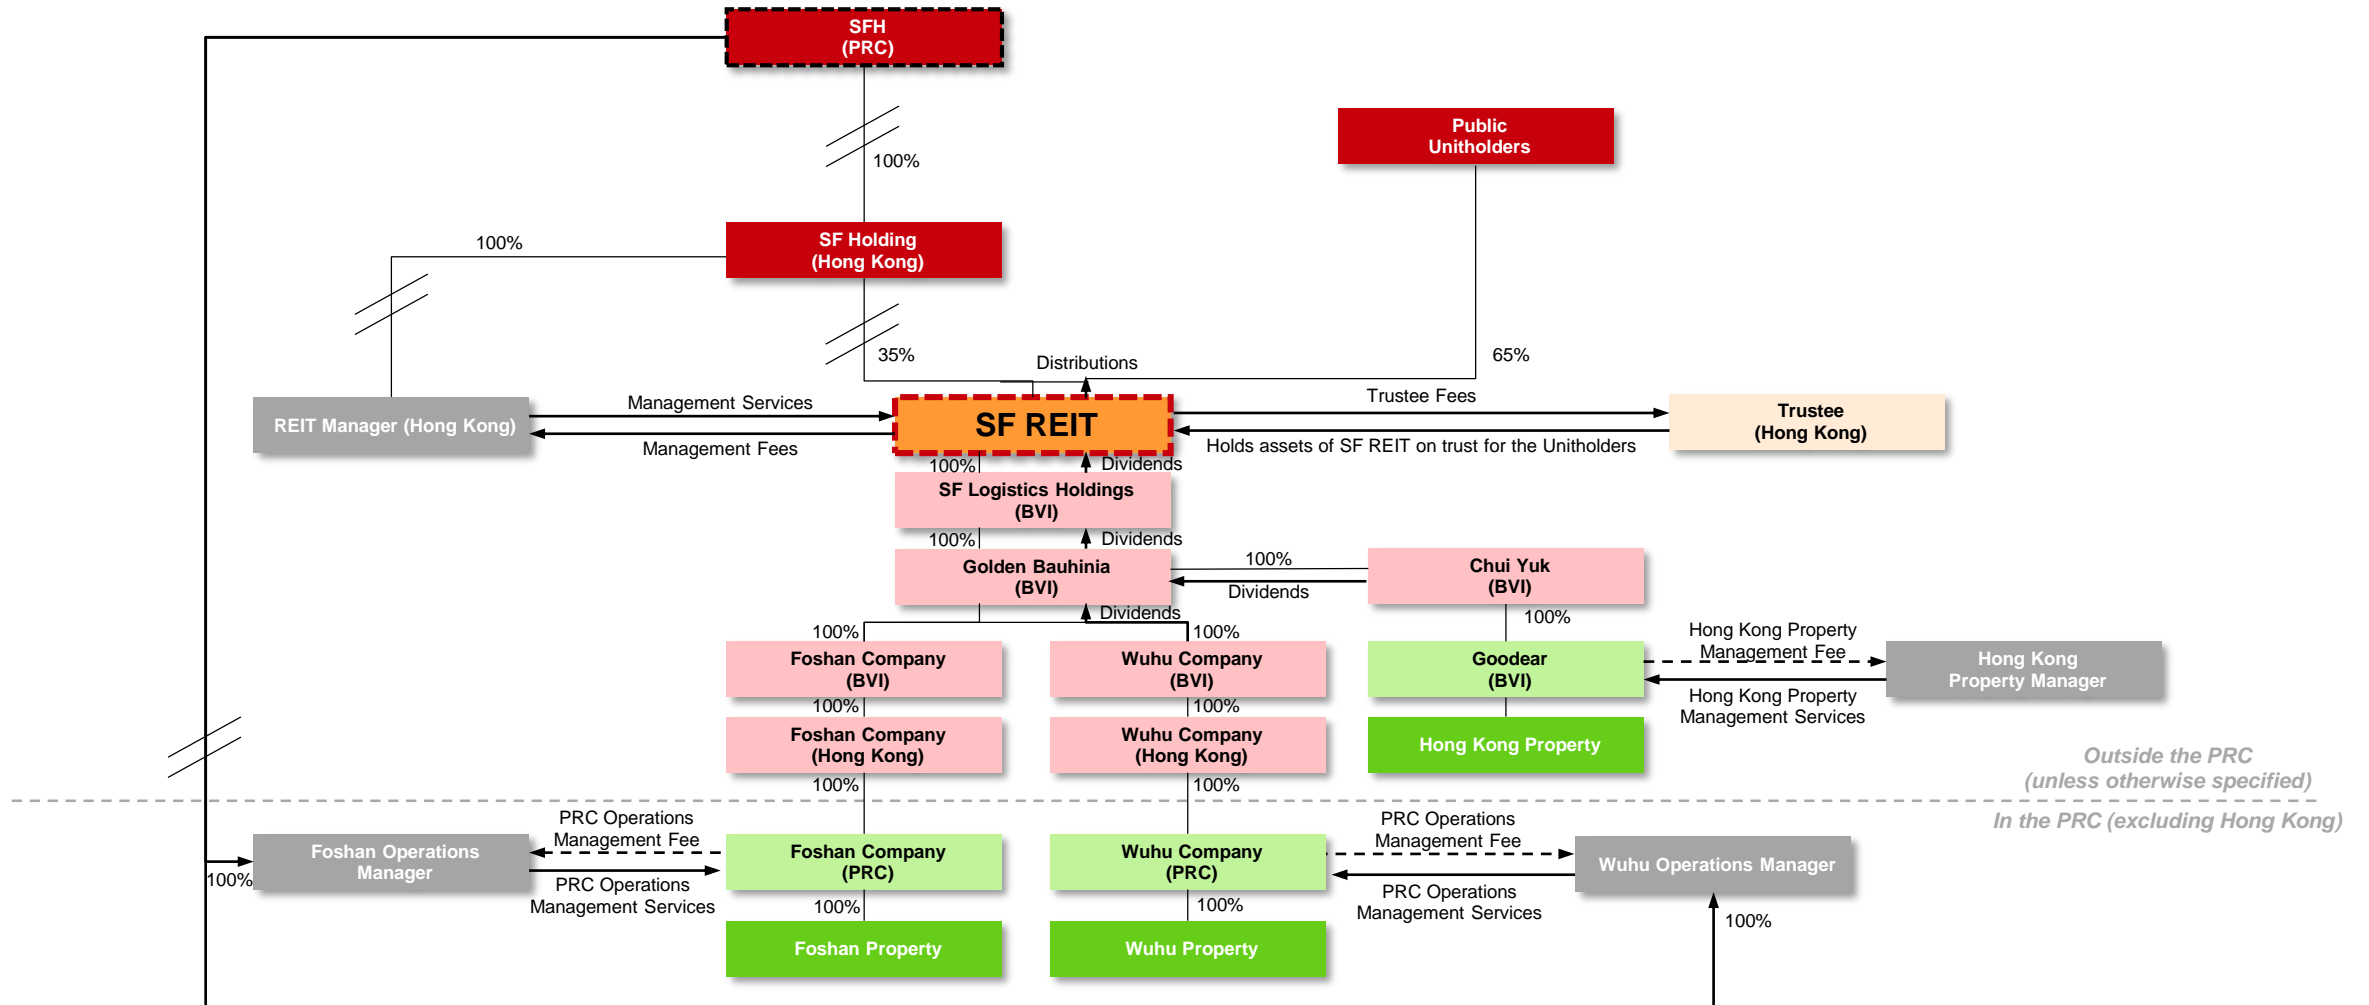 SFH
(PRC)
Public
Unitholders
100%
SF Holding
(Hong Kong)
100%
35%
Distributions
65%
REIT Manager (Hong Kong)
Management Services
Management Fees
SF REIT
Trustee Fees
Holds assets of SF REIT on trust for the Unitholders
Trustee
(Hong Kong)
100%
Dividends
SF Logistics Holdings
(BVI)
100%
Dividends
Golden Bauhinia
(BVI)
100%
Dividends
Chui Yuk
(BVI)
Dividends
100%
100%
100%
Foshan Company
(BVI)
Wuhu Company
(BVI)
Goodear
(BVI)
Hong Kong Property
Management Fee
Hong Kong Property
Management Services
Hong Kong
Property Manager
100%
100%
Foshan Company
(Hong Kong)
Wuhu Company
(Hong Kong)
Hong Kong Property
Outside the PRC
(unless otherwise specified)
100%
100%
In the PRC (excluding Hong Kong)
100%
Foshan Operations
Manager
PRC Operations
Management Fee
PRC Operations
Management Services
Foshan Company
(PRC)
Wuhu Company
(PRC)
PRC Operations
Management Fee
PRC Operations
Management Services
Wuhu Operations Manager
100%
100%
100%
Foshan Property
Wuhu Property